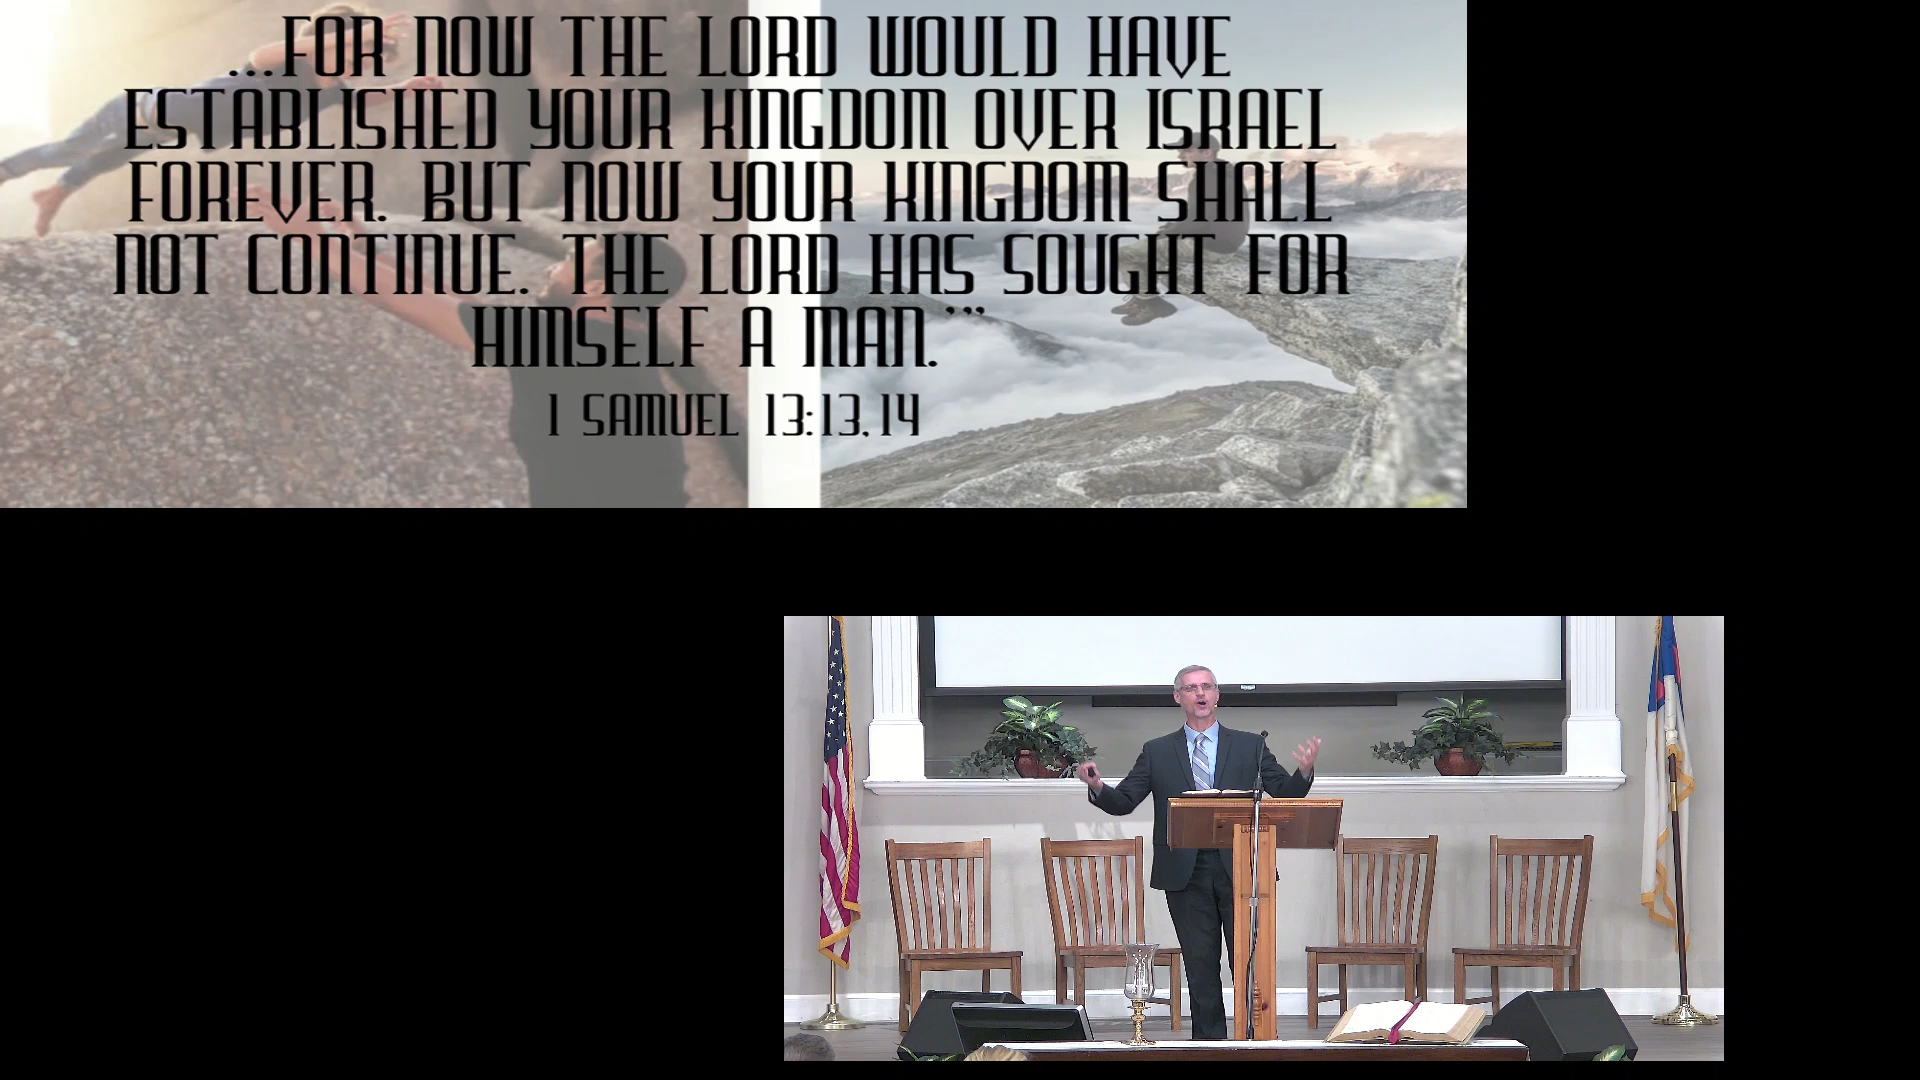 ...FOR NOW THE LORD WOULD HAVE
ESTABLISHED YOUR KINGDOM OVER ISRAEL
FOREVER. BUT NOW YOUR KINGDOM SHALL
NOT CONTINUE. THE LORD HAS SOUGHT FOR
HIMSELF A MAN.'"
1 SAMUEL 13:13,14